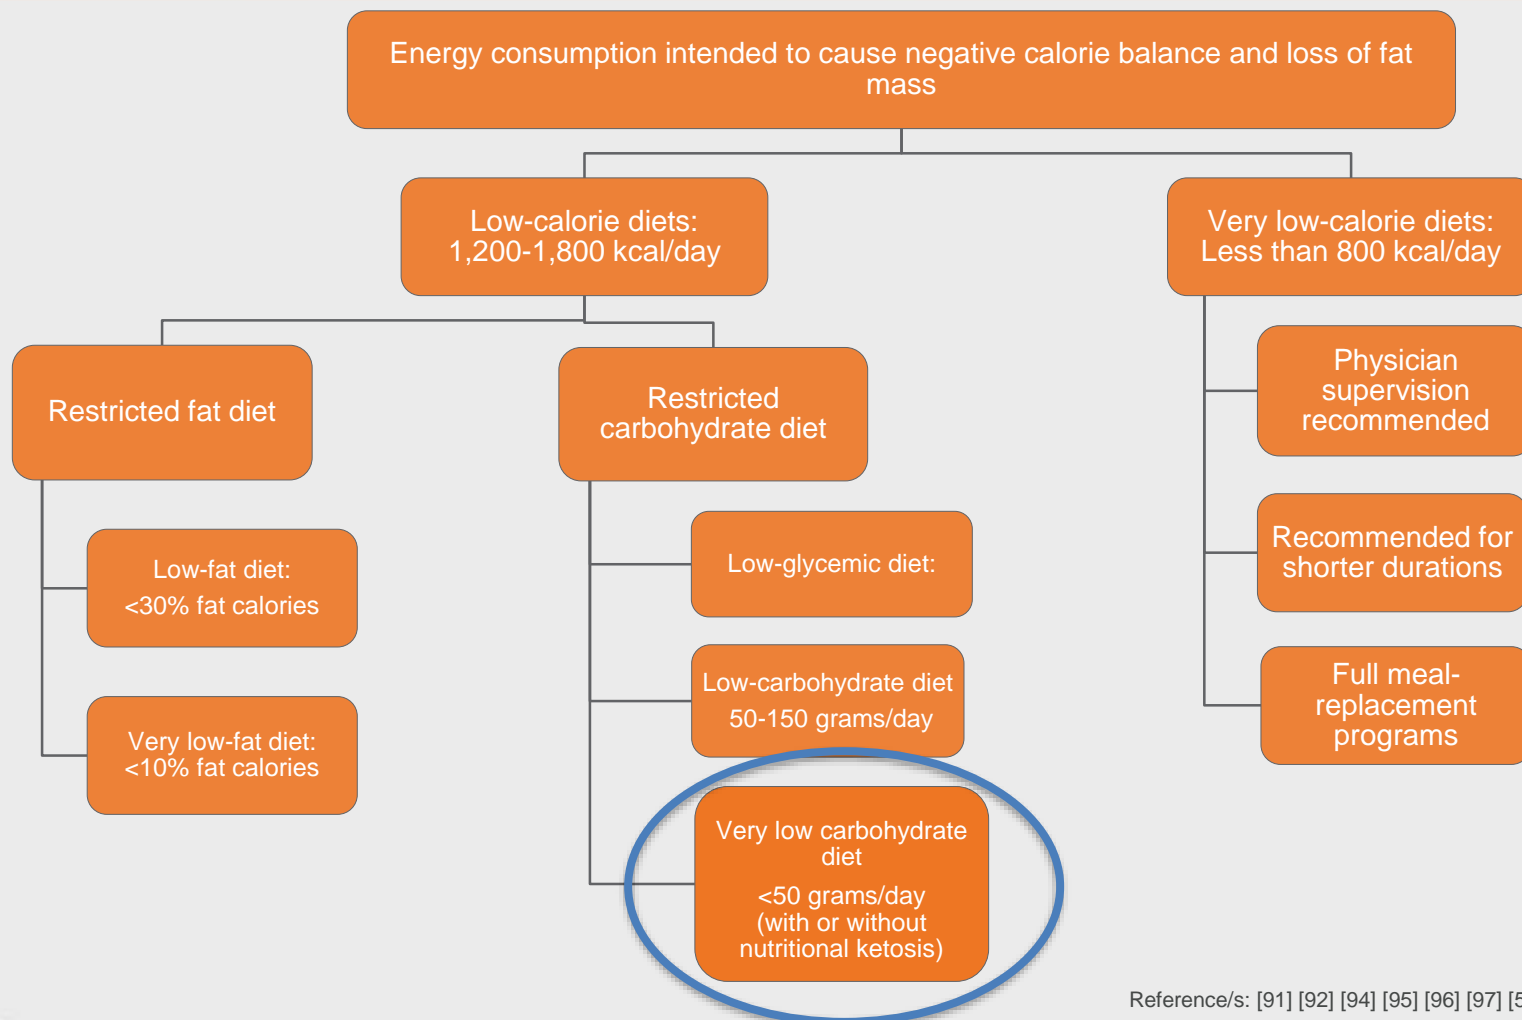 Energy consumption intended to cause negative calorie balance and loss of fat
mass
Low-calorie diets:
1,200-1,800 kcal/day
Very low-calorie diets:
Less than 800 kcal/day
Restricted fat diet
Low-fat diet:
<30% fat calories
Very low-fat diet:
<10% fat calories
Restricted
carbohydrate diet
Low-glycemic diet:
Low-carbohydrate diet
50-150 grams/day
Very low carbohydrate
diet
<50 grams/day
(with or without
nutritional ketosis)
Physician
supervision
recommended
Recommended for
shorter durations
Full meal-
replacement
programs
Reference/s: [91] [92] [94] [95] [96] [97] [5